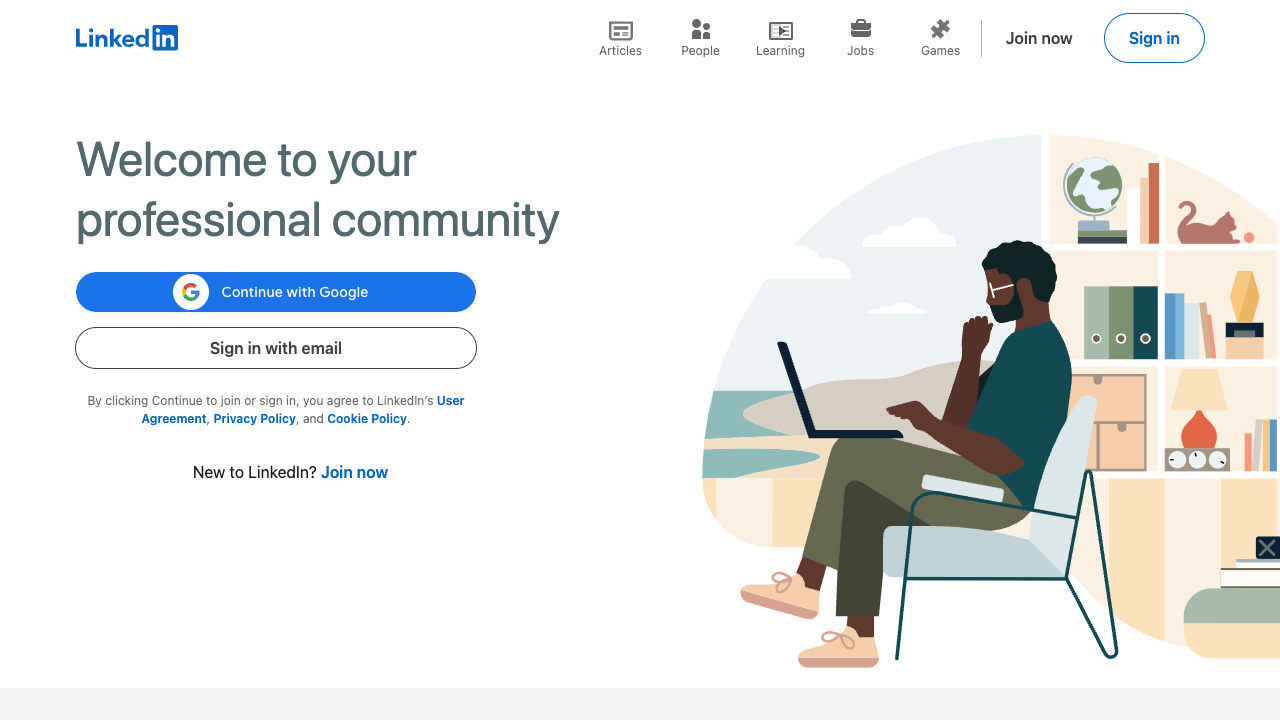 Linked in
Articles
People
Learning
Jobs
Games
Join now
Sign in
Welcome to your
professional community
Continue with Google
Sign in with email
By clicking Continue to join or sign in, you agree to LinkedIn’s User
Agreement, Privacy Policy, and Cookie Policy.
New to LinkedIn? Join now